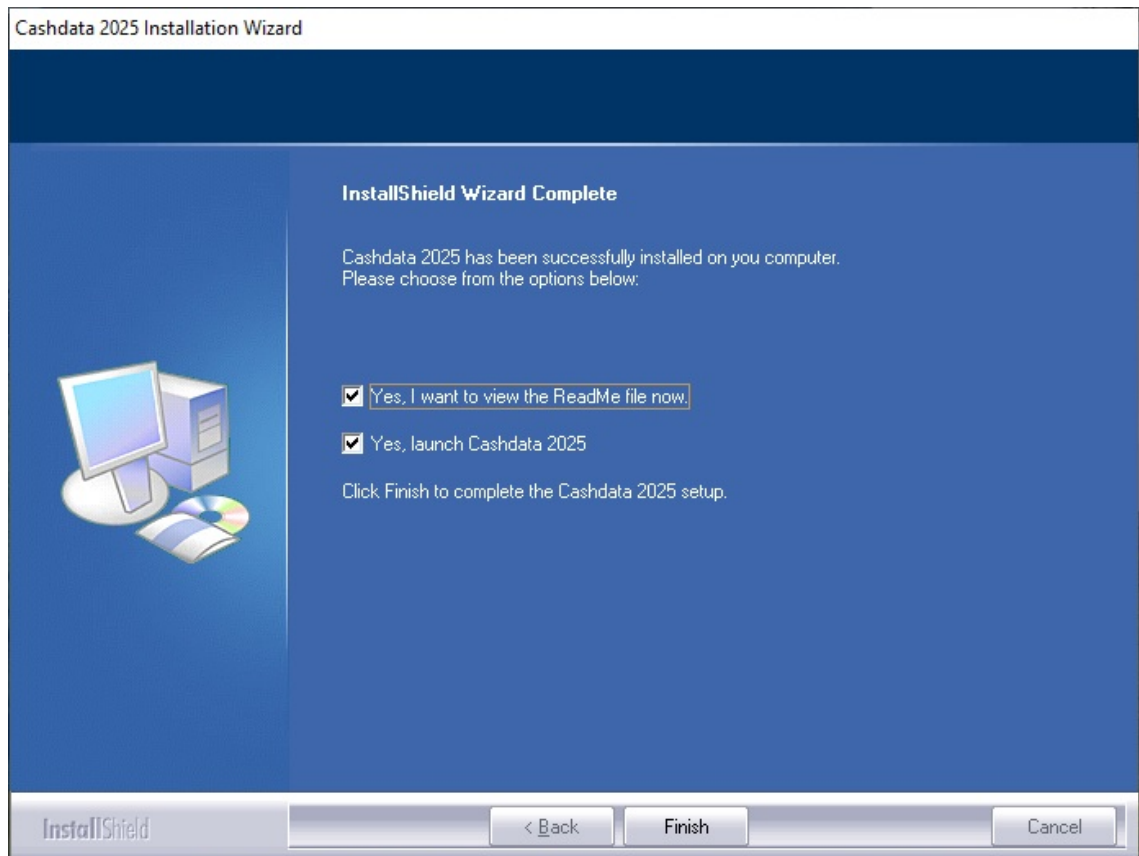 Cashdata 2025 Installation Wizard
InstallShield Wizard Complete
Cashdata 2025 has been successfully installed on you computer.
Please choose from the options below:
Yes, I want to view the ReadMe file now.
Yes, launch Cashdata 2025
Click Finish to complete the Cashdata 2025 setup.
InstallShield
< Back
Finish
Cancel